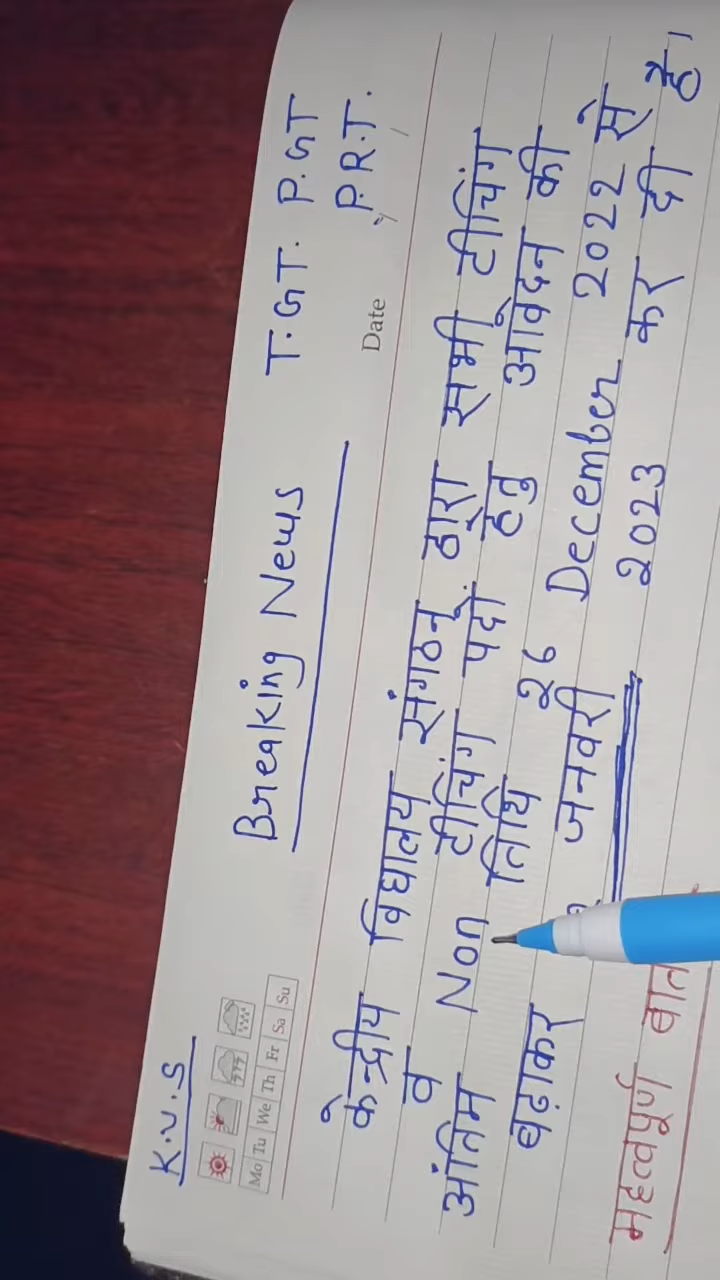 K.V.S
Breaking News T.GT. P.GT
P.R.T.
Mo Tu We Th Fr Sa Su
Date
केन्द्रीय विद्यालय संगठन द्वारा सभी टीचिंग
व Non टीचिंग पदों हेतु आवेदन की
अंतिम तिथि 26 December 2022 से
बढ़ाकर जनवरी 2023 कर दी है।
महत्वपूर्ण